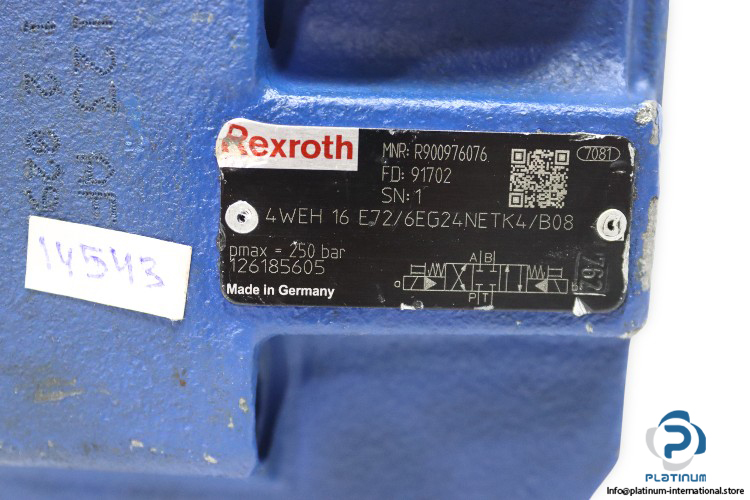 Rexroth
MNR: R900976076
FD: 91702
SN: 1
7081
4WEH 16 E72/6EG24NETK4/B08
pmax = 250 bar
126185605
Made in Germany
A B
a
b
P T
762
14543
PLATINUM
Info@platinum-international.store